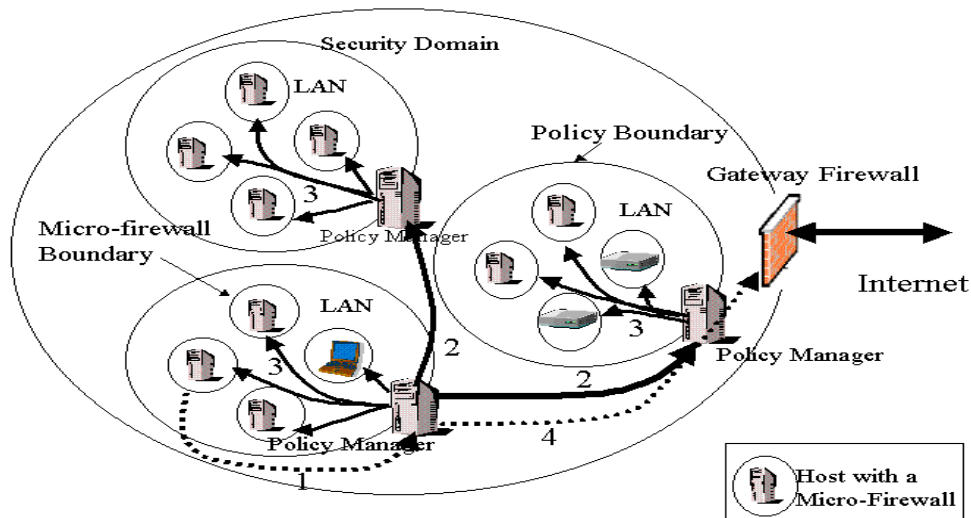 Security Domain
LAN
3
Policy Manager
Policy Boundary
Gateway Firewall
LAN
Internet
3
Policy Manager
Micro-firewall
Boundary
LAN
3
2
2
Policy Manager
4
1
Host with a
Micro-Firewall